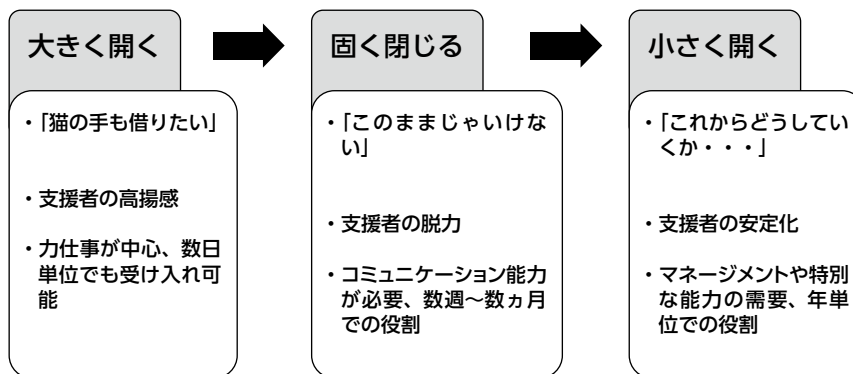 大きく開く
・「猫の手も借りたい」
・支援者の高揚感
・力仕事が中心、数日
単位でも受け入れ可
能
固く閉じる
・「このままじゃいけな
い」
・支援者の脱力
・コミュニケーション能力
が必要、数週〜数ヵ月
での役割
小さく開く
・「これからどうしてい
くか・・・」
・支援者の安定化
・マネージメントや特別
な能力の需要、年単
位での役割